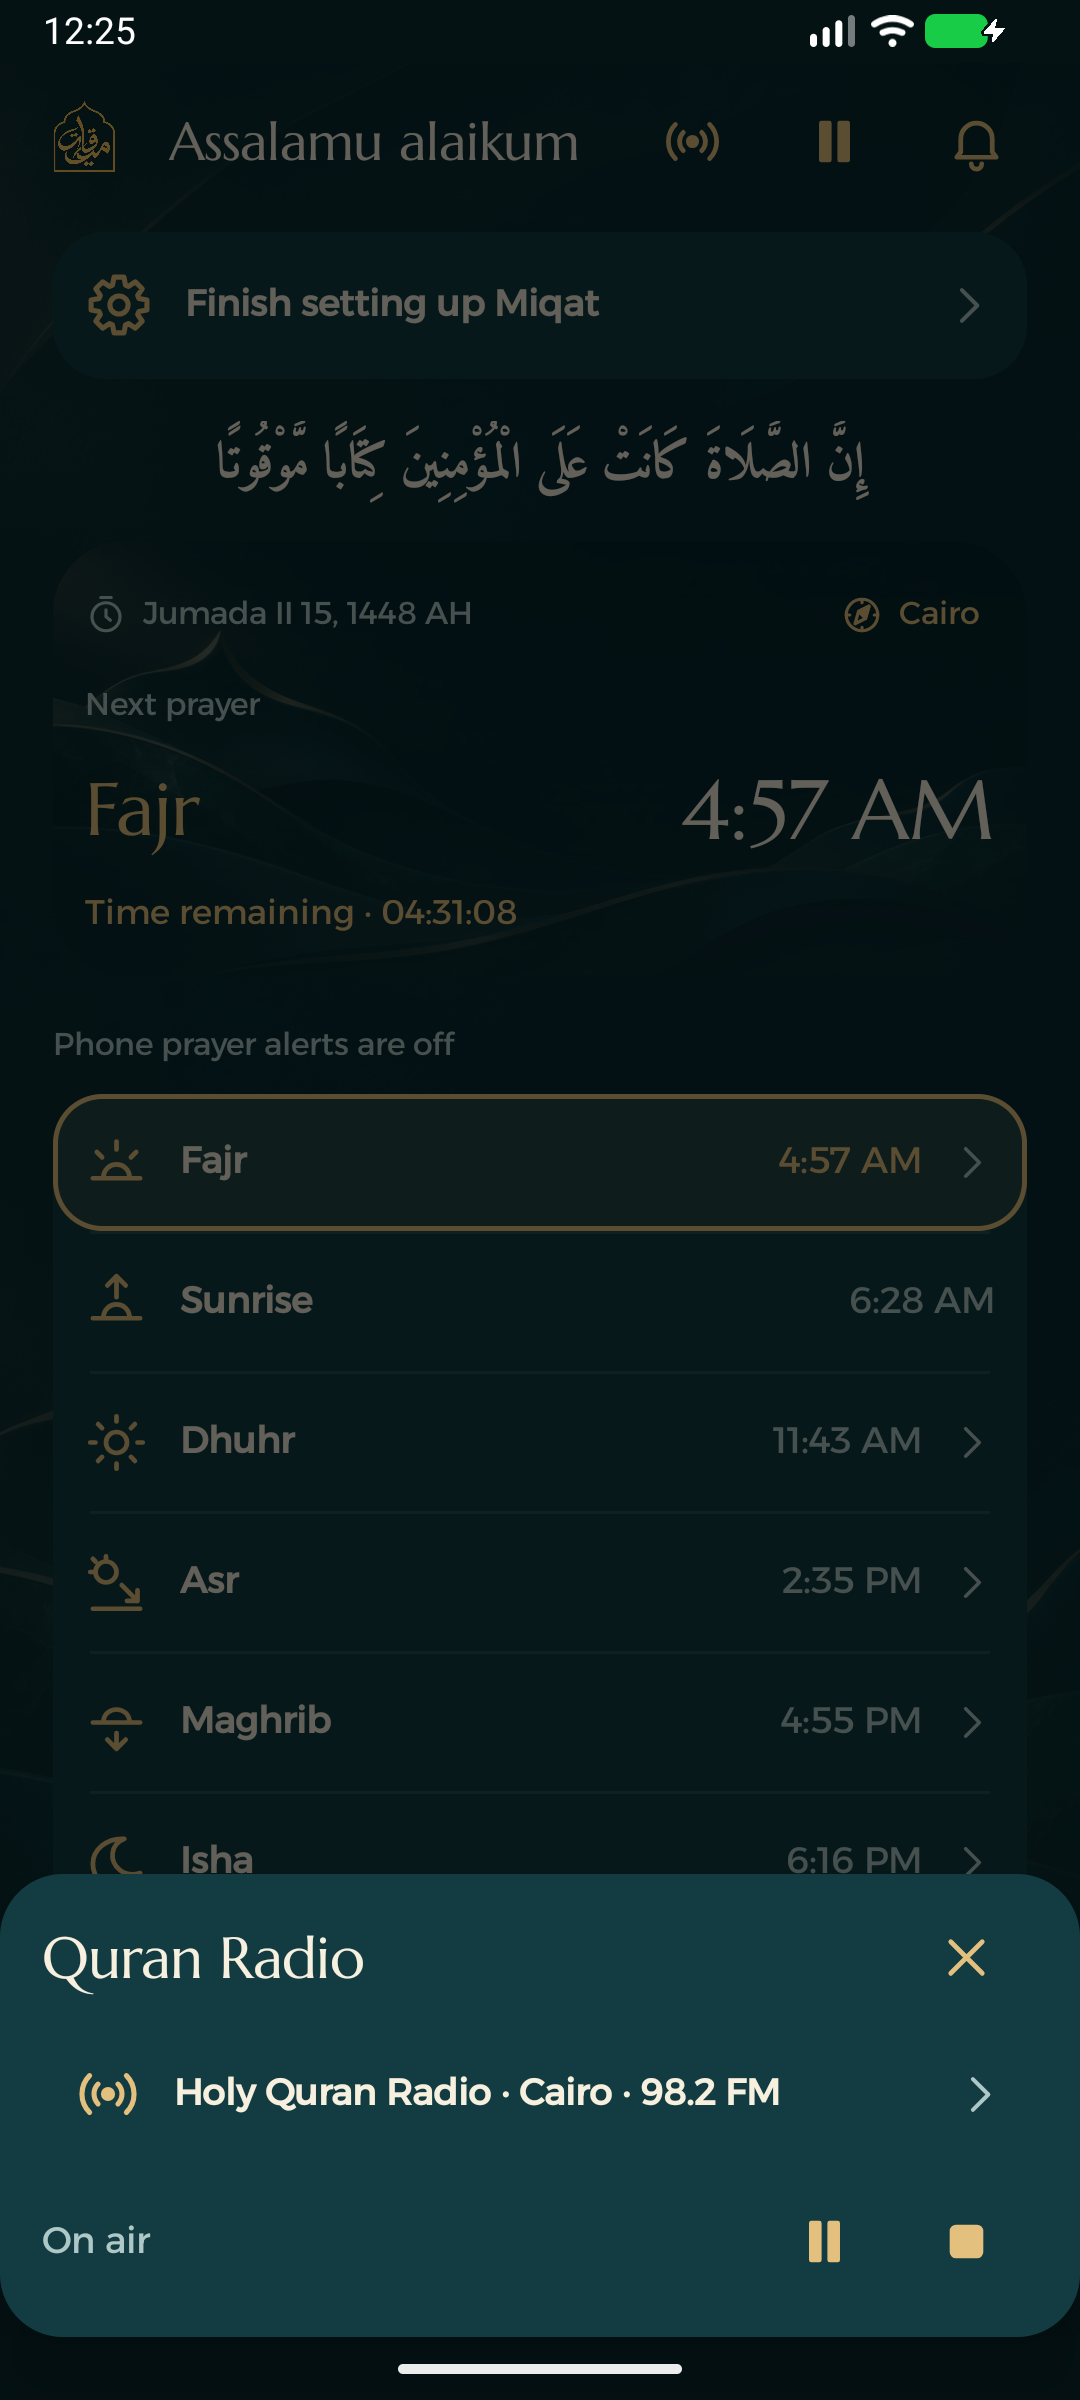 12:25
Assalamu alaikum
Finish setting up Miqat
إِنَّ الصَّلَاةَ كَانَتْ عَلَى الْمُؤْمِنِينَ كِتَابًا مَّوْقُوتًا
Jumada II 15, 1448 AH
Cairo
Next prayer
Fajr
4:57 AM
Time remaining · 04:31:08
Phone prayer alerts are off
Fajr
4:57 AM
Sunrise
6:28 AM
Dhuhr
11:43 AM
Asr
2:35 PM
Maghrib
4:55 PM
Isha
6:16 PM
Quran Radio
Holy Quran Radio · Cairo · 98.2 FM
On air